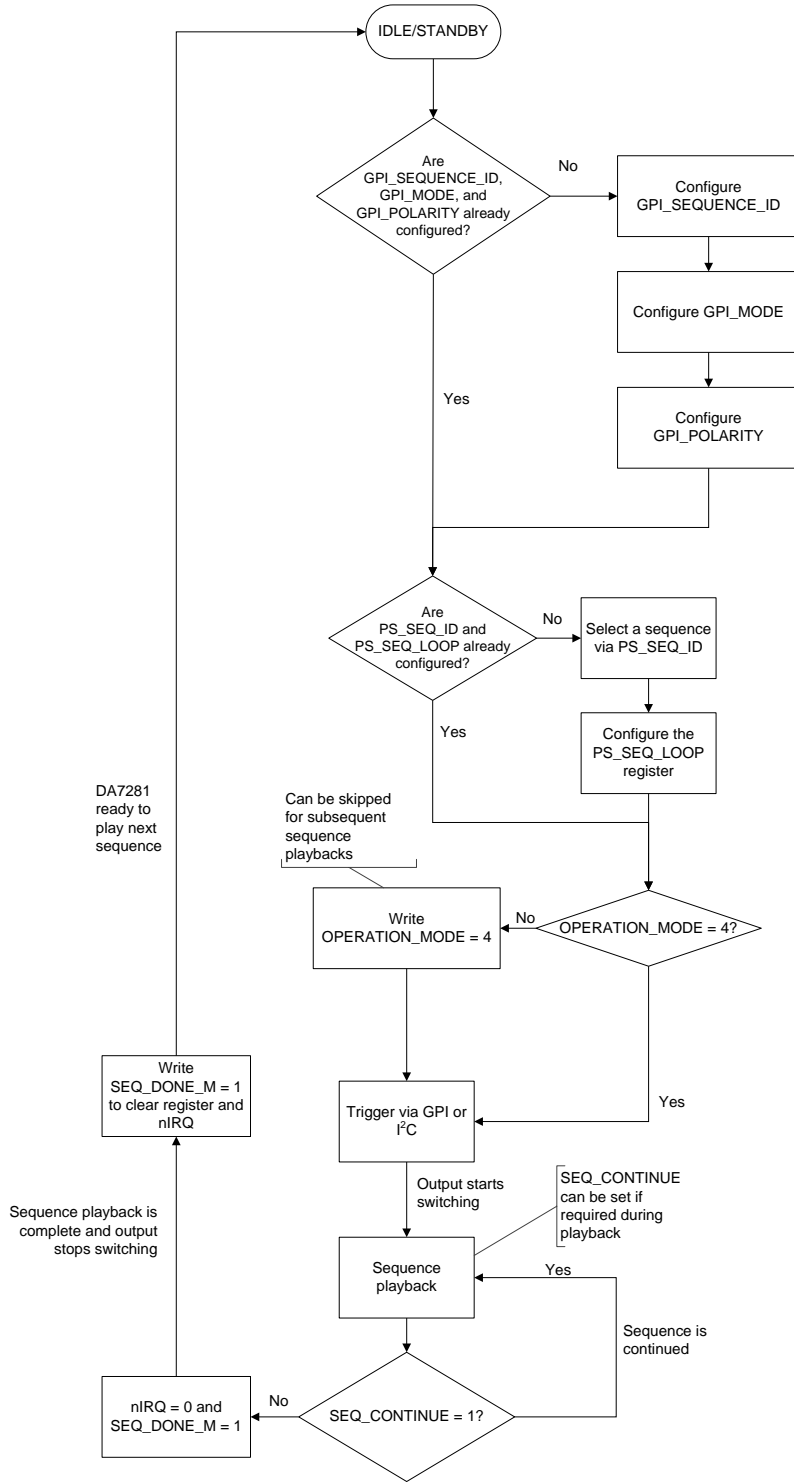 IDLE/STANDBY
Are
GPI_SEQUENCE_ID,
GPI_MODE, and
GPI_POLARITY already
configured?
No
Configure
GPI_SEQUENCE_ID
Configure GPI_MODE
Configure
GPI_POLARITY
Yes
Are
PS_SEQ_ID and
PS_SEQ_LOOP already
configured?
No
Select a sequence
via PS_SEQ_ID
Configure the
PS_SEQ_LOOP
register
Yes
DA7281
ready to
play next
sequence
Can be skipped
for subsequent
sequence
playbacks
Write
OPERATION_MODE = 4
No
OPERATION_MODE = 4?
Yes
Write
SEQ_DONE_M = 1
to clear register and
nIRQ
Trigger via GPI or
I²C
Output starts
switching
SEQ_CONTINUE
can be set if
required during
playback
Sequence playback is
complete and output
stops switching
Sequence
playback
Yes
Sequence is
continued
nIRQ = 0 and
SEQ_DONE_M = 1
No
SEQ_CONTINUE = 1?